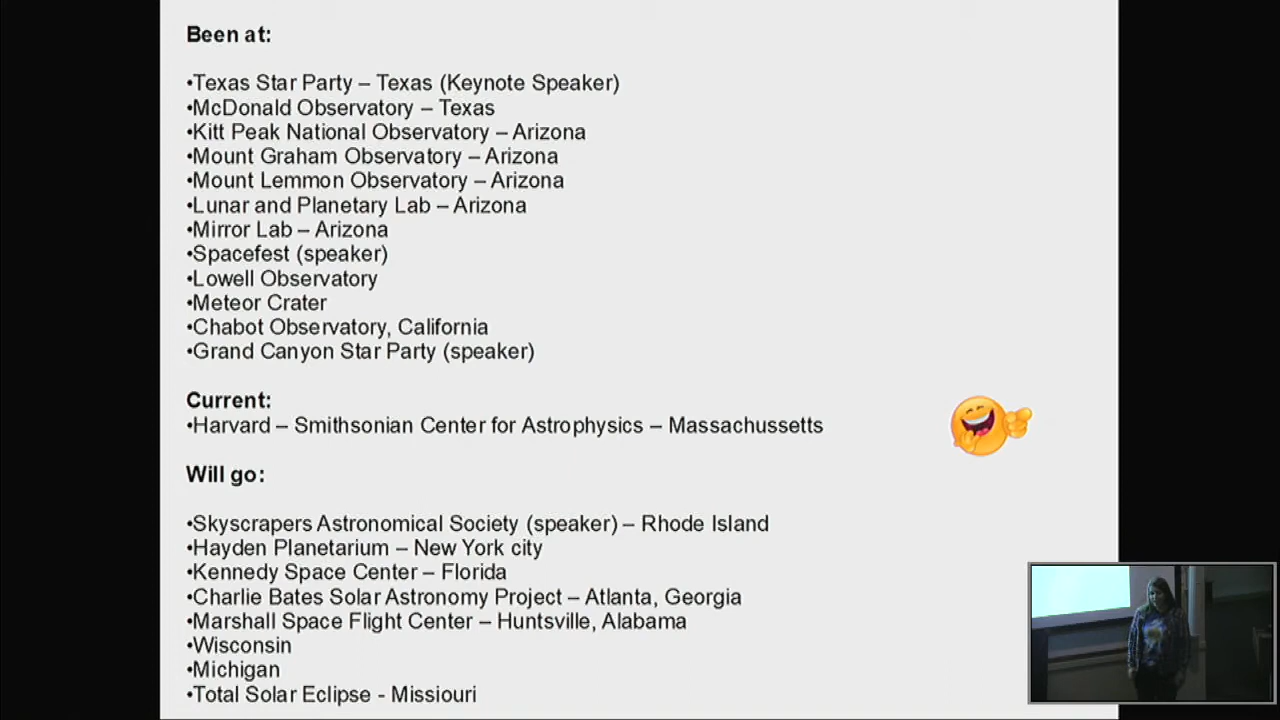 Been at:
•Texas Star Party – Texas (Keynote Speaker)
•McDonald Observatory – Texas
•Kitt Peak National Observatory – Arizona
•Mount Graham Observatory – Arizona
•Mount Lemmon Observatory – Arizona
•Lunar and Planetary Lab – Arizona
•Mirror Lab – Arizona
•Spacefest (speaker)
•Lowell Observatory
•Meteor Crater
•Chabot Observatory, California
•Grand Canyon Star Party (speaker)
Current:
•Harvard – Smithsonian Center for Astrophysics – Massachussetts
Will go:
•Skyscrapers Astronomical Society (speaker) – Rhode Island
•Hayden Planetarium – New York city
•Kennedy Space Center – Florida
•Charlie Bates Solar Astronomy Project – Atlanta, Georgia
•Marshall Space Flight Center – Huntsville, Alabama
•Wisconsin
•Michigan
•Total Solar Eclipse - Missiouri